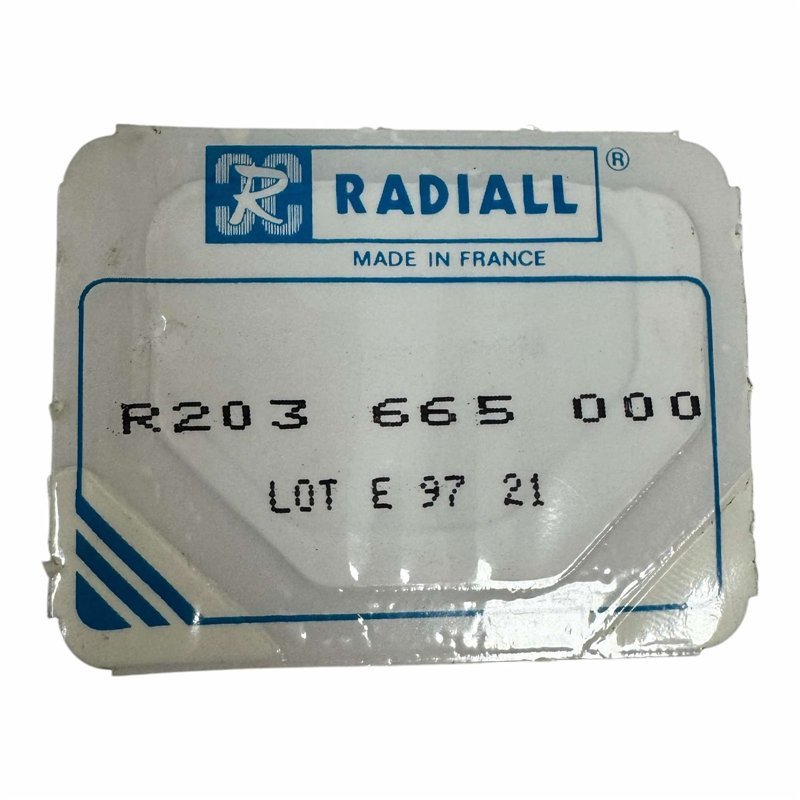 R RADIALL ®
MADE IN FRANCE
R203 665 000
LOT E 97 21